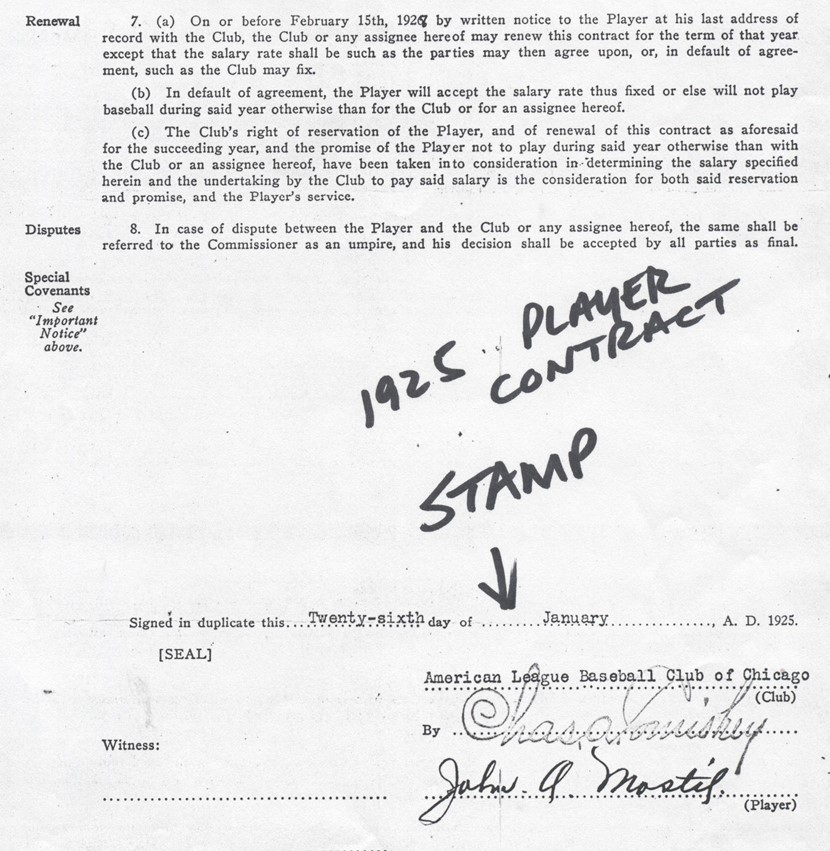 Renewal 7. (a) On or before February 15th, 1927 by written notice to the Player at his last address of
record with the Club, the Club or any assignee hereof may renew this contract for the term of that year
except that the salary rate shall be such as the parties may then agree upon, or, in default of agree-
ment, such as the Club may fix.
(b) In default of agreement, the Player will accept the salary rate thus fixed or else will not play
baseball during said year otherwise than for the Club or for an assignee hereof.
(c) The Club's right of reservation of the Player, and of renewal of this contract as aforesaid
for the succeeding year, and the promise of the Player not to play during said year otherwise than with
the Club or an assignee hereof, have been taken into consideration in determining the salary specified
herein and the undertaking by the Club to pay said salary is the consideration for both said reservation
and promise, and the Player's service.
Disputes 8. In case of dispute between the Player and the Club or any assignee hereof, the same shall be
referred to the Commissioner as an umpire, and his decision shall be accepted by all parties as final.
Special
Covenants
See
"Important
Notice"
above.
1925 PLAYER
CONTRACT
STAMP
Signed in duplicate this Twenty-sixth day of January, A. D. 1925.
[SEAL]
American League Baseball Club of Chicago
(Club)
By Chas. A. Comiskey
Witness:
John. A. Mostil.
(Player)